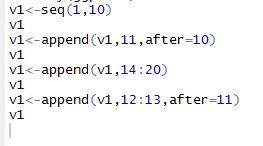 v1<-seq(1,10)
v1
v1<-append(v1,11,after=10)
v1
v1<-append(v1,14:20)
v1
v1<-append(v1,12:13,after=11)
v1